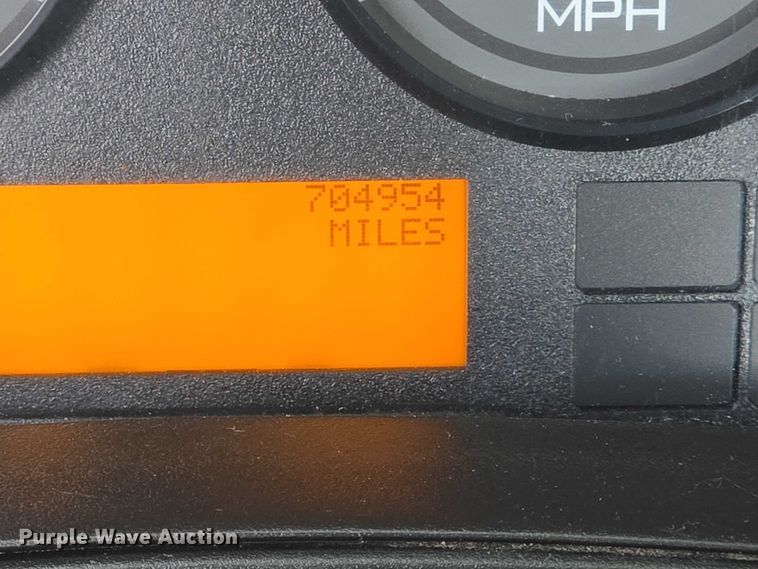 MPH
704954
MILES
Purple Wave Auction